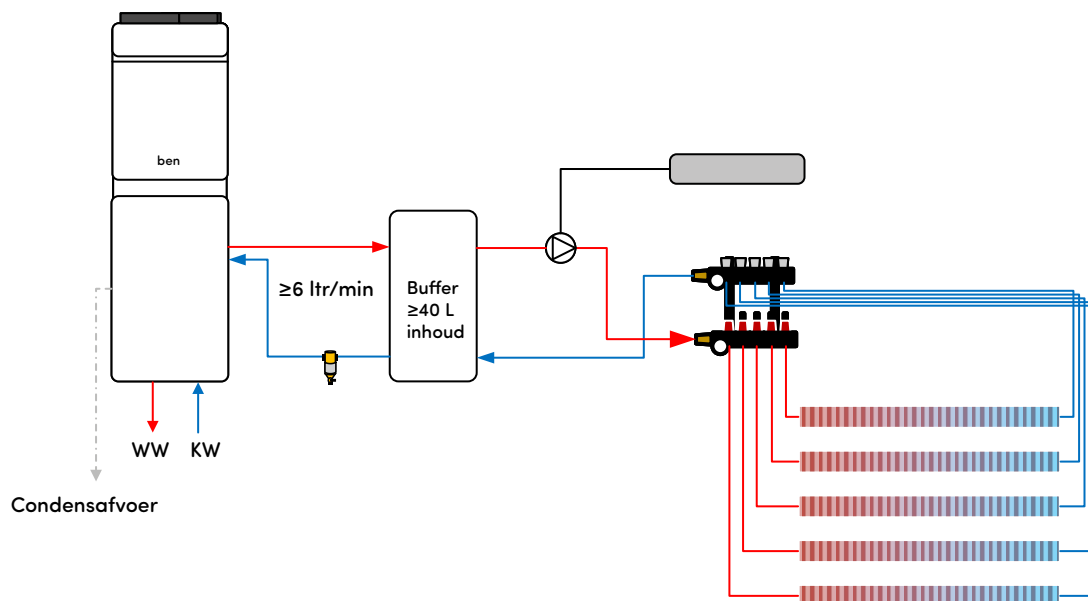 ben
≥6 ltr/min
Buffer
≥40 L
inhoud
WW
KW
Condensafvoer